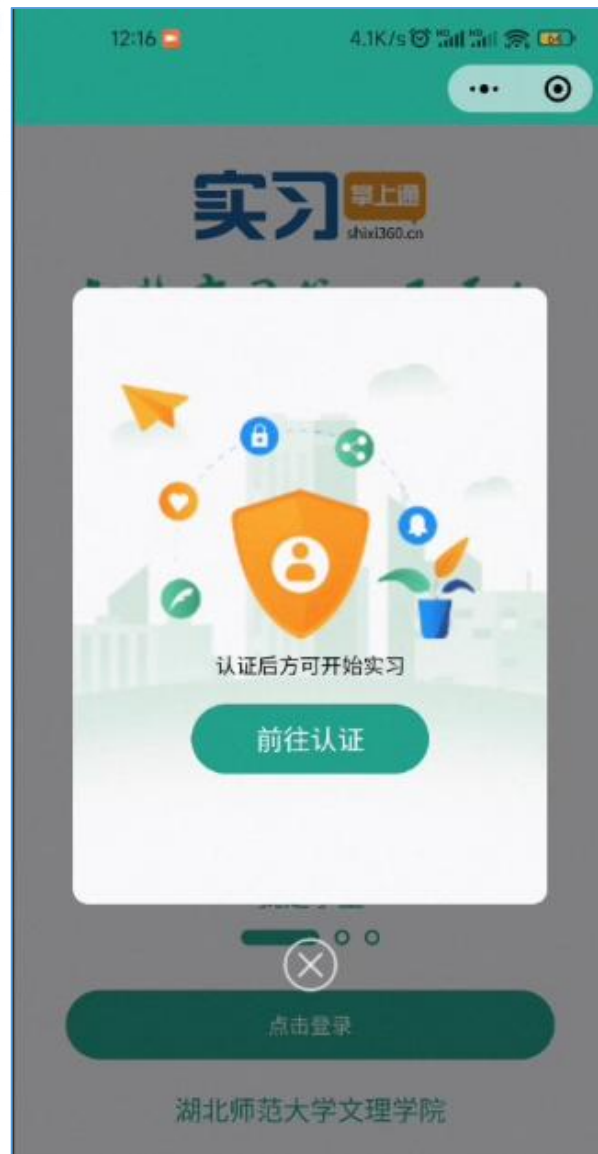 12:16
4.1K/s
实习
掌上通
shixi360.cn
认证后方可开始实习
前往认证
点击登录
湖北师范大学文理学院